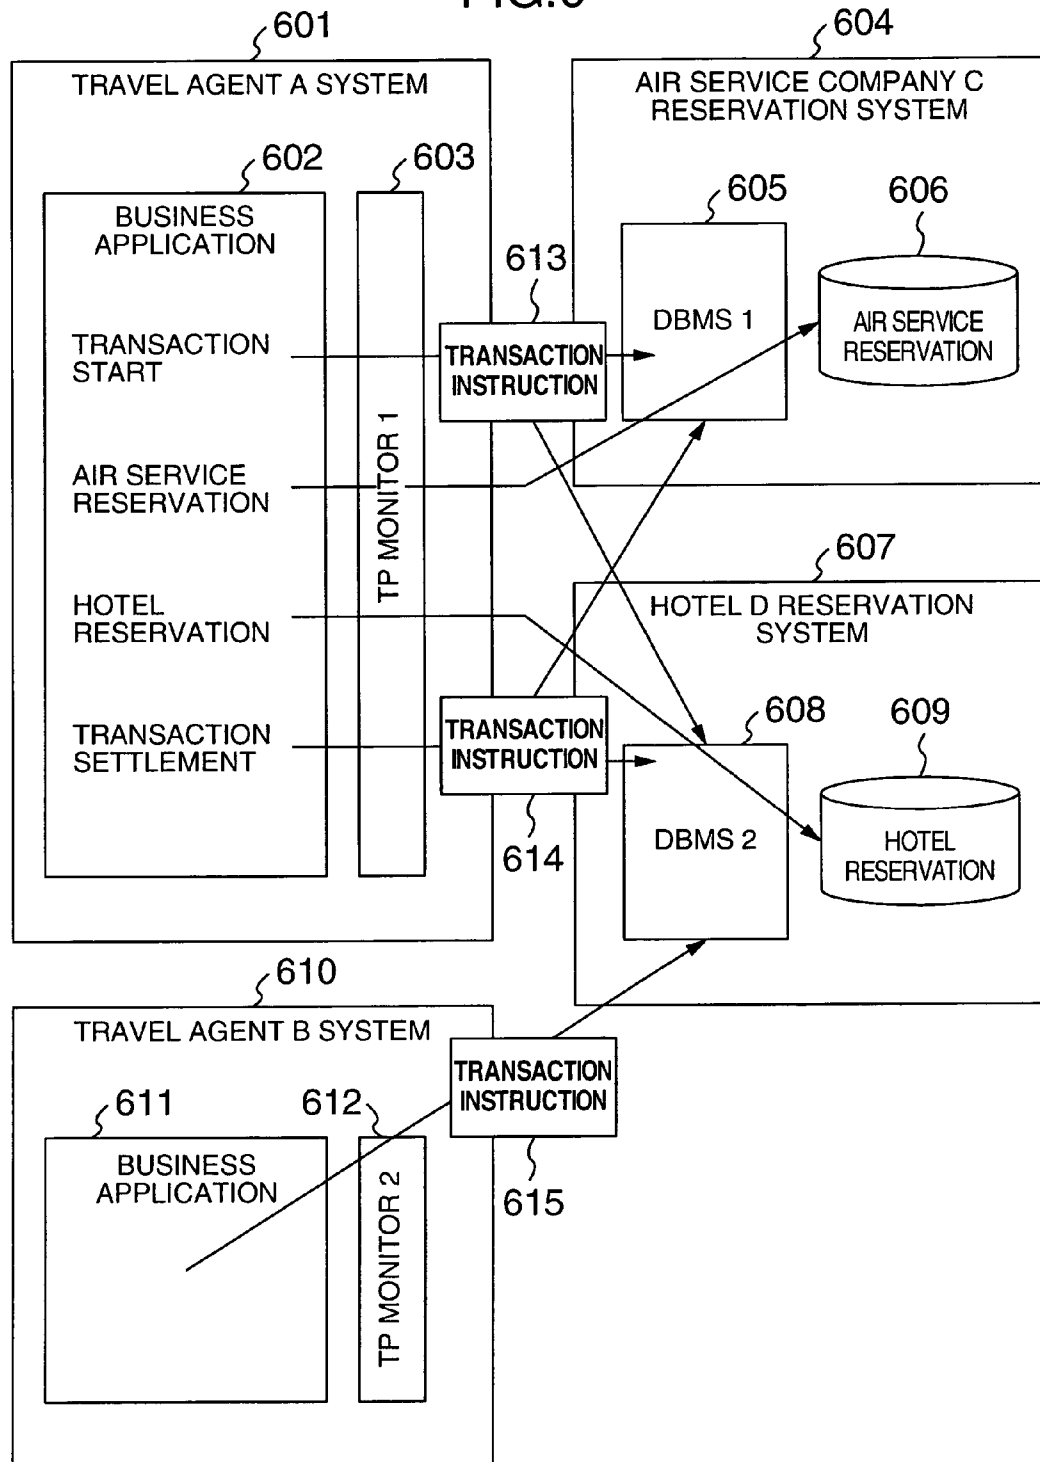 601
TRAVEL AGENT A SYSTEM
602
603
BUSINESS
APPLICATION
TRANSACTION
START
AIR SERVICE
RESERVATION
HOTEL
RESERVATION
TRANSACTION
SETTLEMENT
TP MONITOR 1
613
TRANSACTION
INSTRUCTION
TRANSACTION
INSTRUCTION
614
604
AIR SERVICE COMPANY C
RESERVATION SYSTEM
605
606
DBMS 1
AIR SERVICE
RESERVATION
607
HOTEL D RESERVATION
SYSTEM
608
609
DBMS 2
HOTEL
RESERVATION
610
TRAVEL AGENT B SYSTEM
611
612
BUSINESS
APPLICATION
TP MONITOR 2
TRANSACTION
INSTRUCTION
615